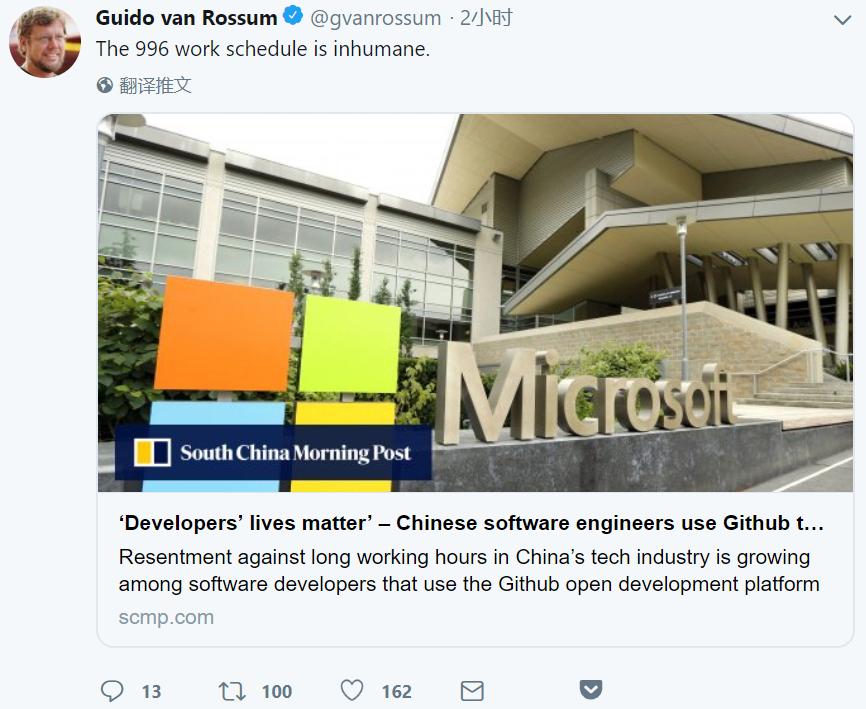 Guido van Rossum @gvanrossum · 2小时
The 996 work schedule is inhumane.
翻译推文
Microsoft
South China Morning Post
‘Developers’ lives matter’ – Chinese software engineers use Github t…
Resentment against long working hours in China’s tech industry is growing
among software developers that use the Github open development platform
scmp.com
13 100 162